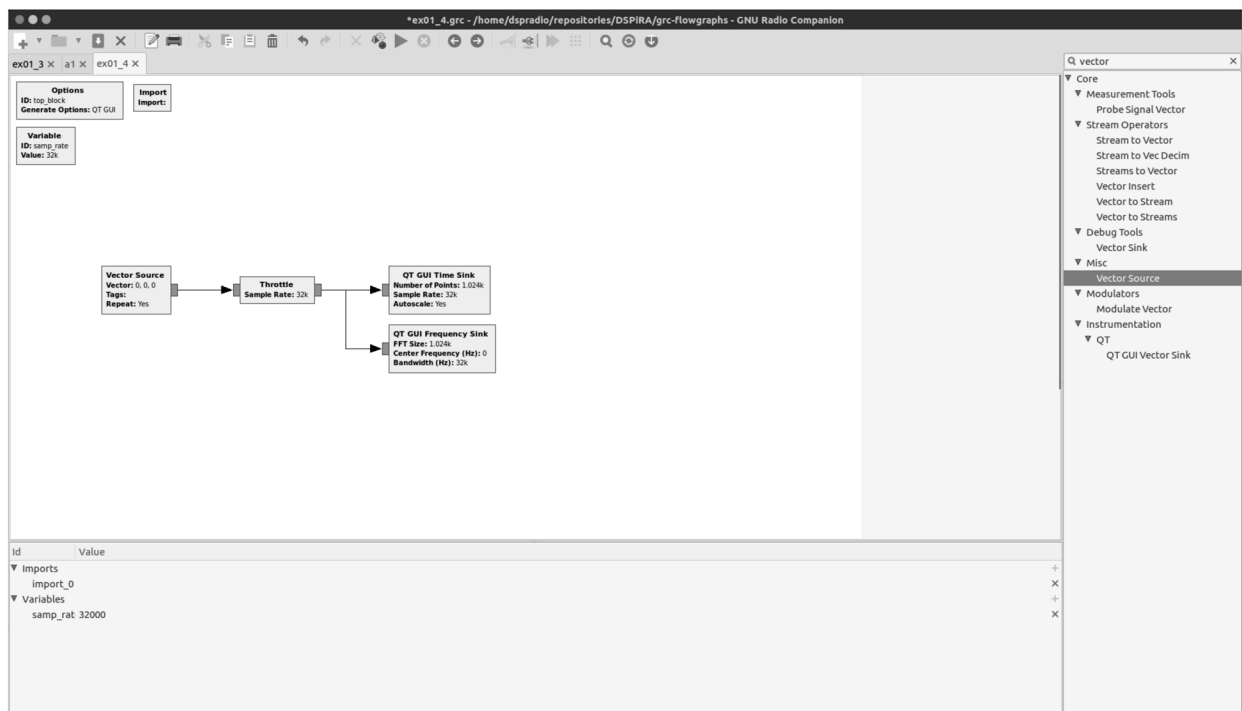 *ex01_4.grc - /home/dspradio/repositories/DSPiRA/grc-flowgraphs - GNU Radio Companion
ex01_3 a1 ex01_4
Options
ID: top_block
Generate Options: QT GUI
Import
Import:
Variable
ID: samp_rate
Value: 32k
Vector Source
Vector: 0, 0, 0
Tags:
Repeat: Yes
Throttle
Sample Rate: 32k
QT GUI Time Sink
Number of Points: 1.024k
Sample Rate: 32k
Autoscale: Yes
QT GUI Frequency Sink
FFT Size: 1.024k
Center Frequency (Hz): 0
Bandwidth (Hz): 32k
vector
Core
Measurement Tools
Probe Signal Vector
Stream Operators
Stream to Vector
Stream to Vec Decim
Streams to Vector
Vector Insert
Vector to Stream
Vector to Streams
Debug Tools
Vector Sink
Misc
Vector Source
Modulators
Modulate Vector
Instrumentation
QT
QT GUI Vector Sink
Id Value
Imports
import_0
Variables
samp_rat 32000